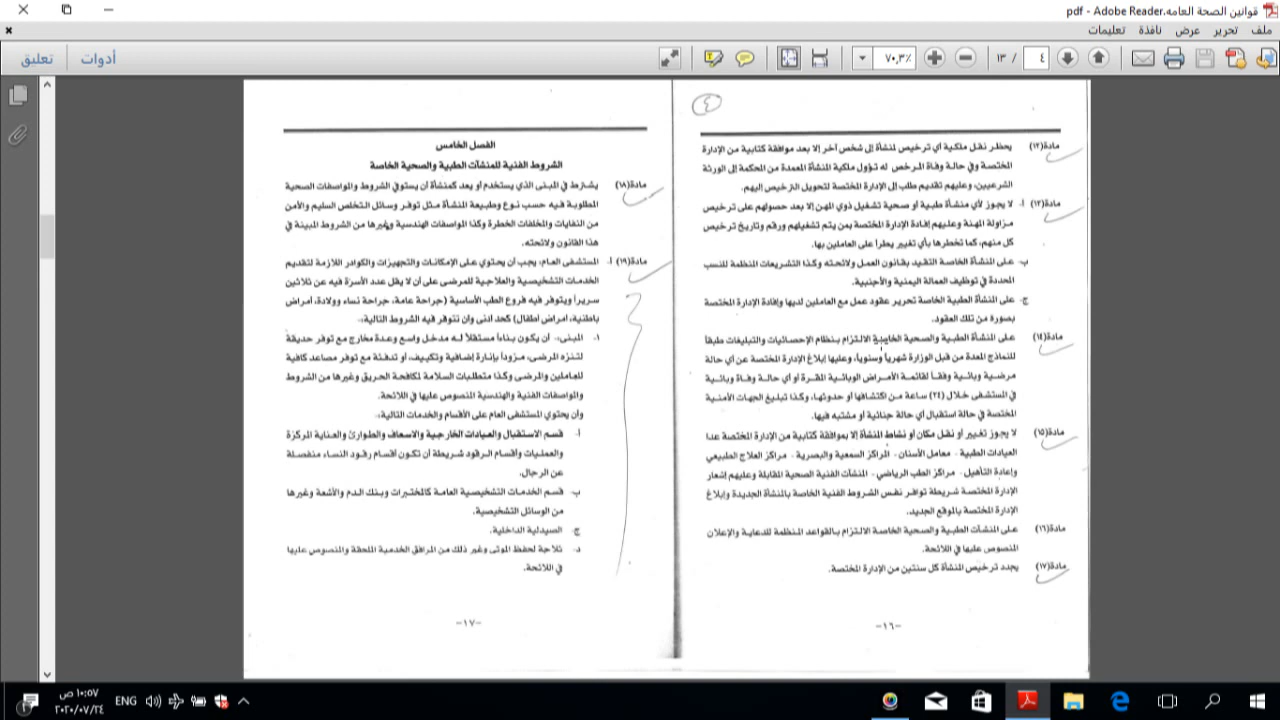 قوانين الصحة العامه.pdf - Adobe Reader
ملف تحرير عرض نافذة تعليمات
٤ / ١٣
٧٠,٣٪
أدوات
تعليق
٤
مادة(١٢) يحظر نقل ملكية أي ترخيص لمنشأة إلى شخص آخر إلا بعد موافقة كتابية من الإدارة
المختصة وفي حالة وفاة المرخص له تؤول ملكية المنشأة المعمدة من المحكمة إلى الورثة
الشرعيين، وعليهم تقديم طلب إلى الإدارة المختصة لتحويل الترخيص إليهم.
مادة(١٣) أ- لا يجوز لأي منشأة طبية أو صحية تشغيل ذوي المهن إلا بعد حصولهم على ترخيص
مزاولة المهنة وعليهم إفادة الإدارة المختصة بمن يتم تشغيلهم ورقم وتاريخ ترخيص
كل منهم، كما تخطرها بأي تغيير يطرأ على العاملين بها.
ب- على المنشأة الخاصة التقيد بقانون العمل ولائحته وكذا التشريعات المنظمة للنسب
المحددة في توظيف العمالة اليمنية والأجنبية.
ج- على المنشأة الطبية الخاصة تحرير عقود عمل مع العاملين لديها وإفادة الإدارة المختصة
بصورة من تلك العقود.
مادة(١٤) على المنشأة الطبية والصحية الخاصة الالتزام بنظام الإحصائيات والتبليغات طبقاً
للنماذج المعدة من قبل الوزارة شهرياً وسنوياً، وعليها إبلاغ الإدارة المختصة عن أي حالة
مرضية وبائية وفقاً لقائمة الأمراض الوبائية المقرة أو أي حالة وفاة وبائية
في المستشفى خلال (٢٤) ساعة من اكتشافها أو حدوثها، وكذا تبليغ الجهات الأمنية
المختصة في حالة استقبال أي حالة جنائية أو مشتبه فيها.
مادة(١٥) لا يجوز تغيير أو نقل مكان أو نشاط المنشأة إلا بموافقة كتابية من الإدارة المختصة عدا
العيادات الطبية - معامل الأسنان - المراكز السمعية والبصرية - مراكز العلاج الطبيعي
وإعادة التأهيل - مراكز الطب الرياضي - المنشآت الفنية الصحية المقابلة وعليهم إشعار
الإدارة المختصة شريطة توافر نفس الشروط الفنية الخاصة بالمنشأة الجديدة وإبلاغ
الإدارة المختصة بالموقع الجديد.
مادة(١٦) على المنشآت الطبية والصحية الخاصة الالتزام بالقواعد المنظمة للدعاية والإعلان
المنصوص عليها في اللائحة.
مادة(١٧) يجدد ترخيص المنشأة كل سنتين من الإدارة المختصة.
-١٦-
الفصل الخامس
الشروط الفنية للمنشآت الطبية والصحية الخاصة
مادة(١٨) يشترط في المبنى الذي يستخدم أو يعد كمنشأة أن يستوفي الشروط والمواصفات الصحية
المطلوبة فيه حسب نوع وطبيعة المنشأة مثل توفر وسائل التخلص السليم والأمن
من النفايات والمخلفات الخطرة وكذا المواصفات الهندسية وغيرها من الشروط المبينة في
هذا القانون ولائحته.
مادة(١٩) أ. المستشفى العام، يجب أن يحتوي على الإمكانات والتجهيزات والكوادر اللازمة لتقديم
الخدمات التشخيصية والعلاجية للمرضى على أن لا يقل عدد الأسرة فيه عن ثلاثين
سريراً ويتوفر فيه فروع الطب الأساسية (جراحة عامة، جراحة نساء وولادة، امراض
باطنية، امراض اطفال) كحد ادنى وأن تتوفر فيه الشروط التالية:-
١. المبنى:- أن يكون بناءاً مستقلاً له مدخل واسع وعدة مخارج مع توفر حديقة
لتنزه المرضى، مزوداً بإنارة إضافية وتكييف، أو تدفئة مع توفر مصاعد كافية
للعاملين والمرضى وكذا متطلبات السلامة لمكافحة الحريق وغيرها من الشروط
والمواصفات الفنية والهندسية المنصوص عليها في اللائحة.
وأن يحتوي المستشفى العام على الأقسام والخدمات التالية:-
أ- قسم الاستقبال والعيادات الخارجية والاسعاف والطوارئ والعناية المركزة
والعمليات وأقسام الرقود شريطة أن تكون أقسام رقود النساء منفصلة
عن الرجال.
ب- قسم الخدمات التشخيصية العامة كالمختبرات وبنك الدم والأشعة وغيرها
من الوسائل التشخيصية.
ج- الصيدلية الداخلية.
د- ثلاجة لحفظ الموتى وغير ذلك من المرافق الخدمية الملحقة والمنصوص عليها
في اللائحة.
-١٧-
ENG
١٠:٥٧ ص
٢٠٢٠/٠٧/٢٤